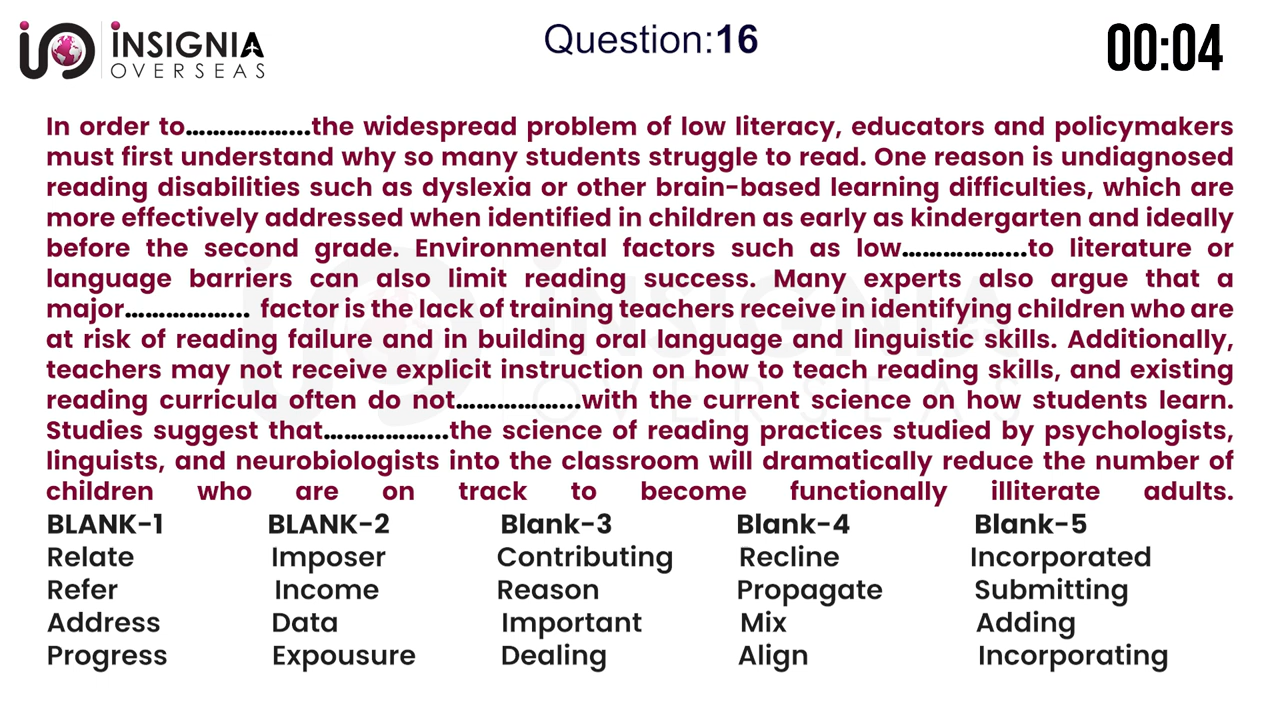 INSIGNIA
OVERSEAS
Question:16
00:04
In order to………………..the widespread problem of low literacy, educators and policymakers
must first understand why so many students struggle to read. One reason is undiagnosed
reading disabilities such as dyslexia or other brain-based learning difficulties, which are
more effectively addressed when identified in children as early as kindergarten and ideally
before the second grade. Environmental factors such as low………………..to literature or
language barriers can also limit reading success. Many experts also argue that a
major……………….. factor is the lack of training teachers receive in identifying children who are
at risk of reading failure and in building oral language and linguistic skills. Additionally,
teachers may not receive explicit instruction on how to teach reading skills, and existing
reading curricula often do not………………..with the current science on how students learn.
Studies suggest that………………..the science of reading practices studied by psychologists,
linguists, and neurobiologists into the classroom will dramatically reduce the number of
children who are on track to become functionally illiterate adults.
BLANK-1 BLANK-2 Blank-3 Blank-4 Blank-5
Relate Imposer Contributing Recline Incorporated
Refer Income Reason Propagate Submitting
Address Data Important Mix Adding
Progress Expousure Dealing Align Incorporating